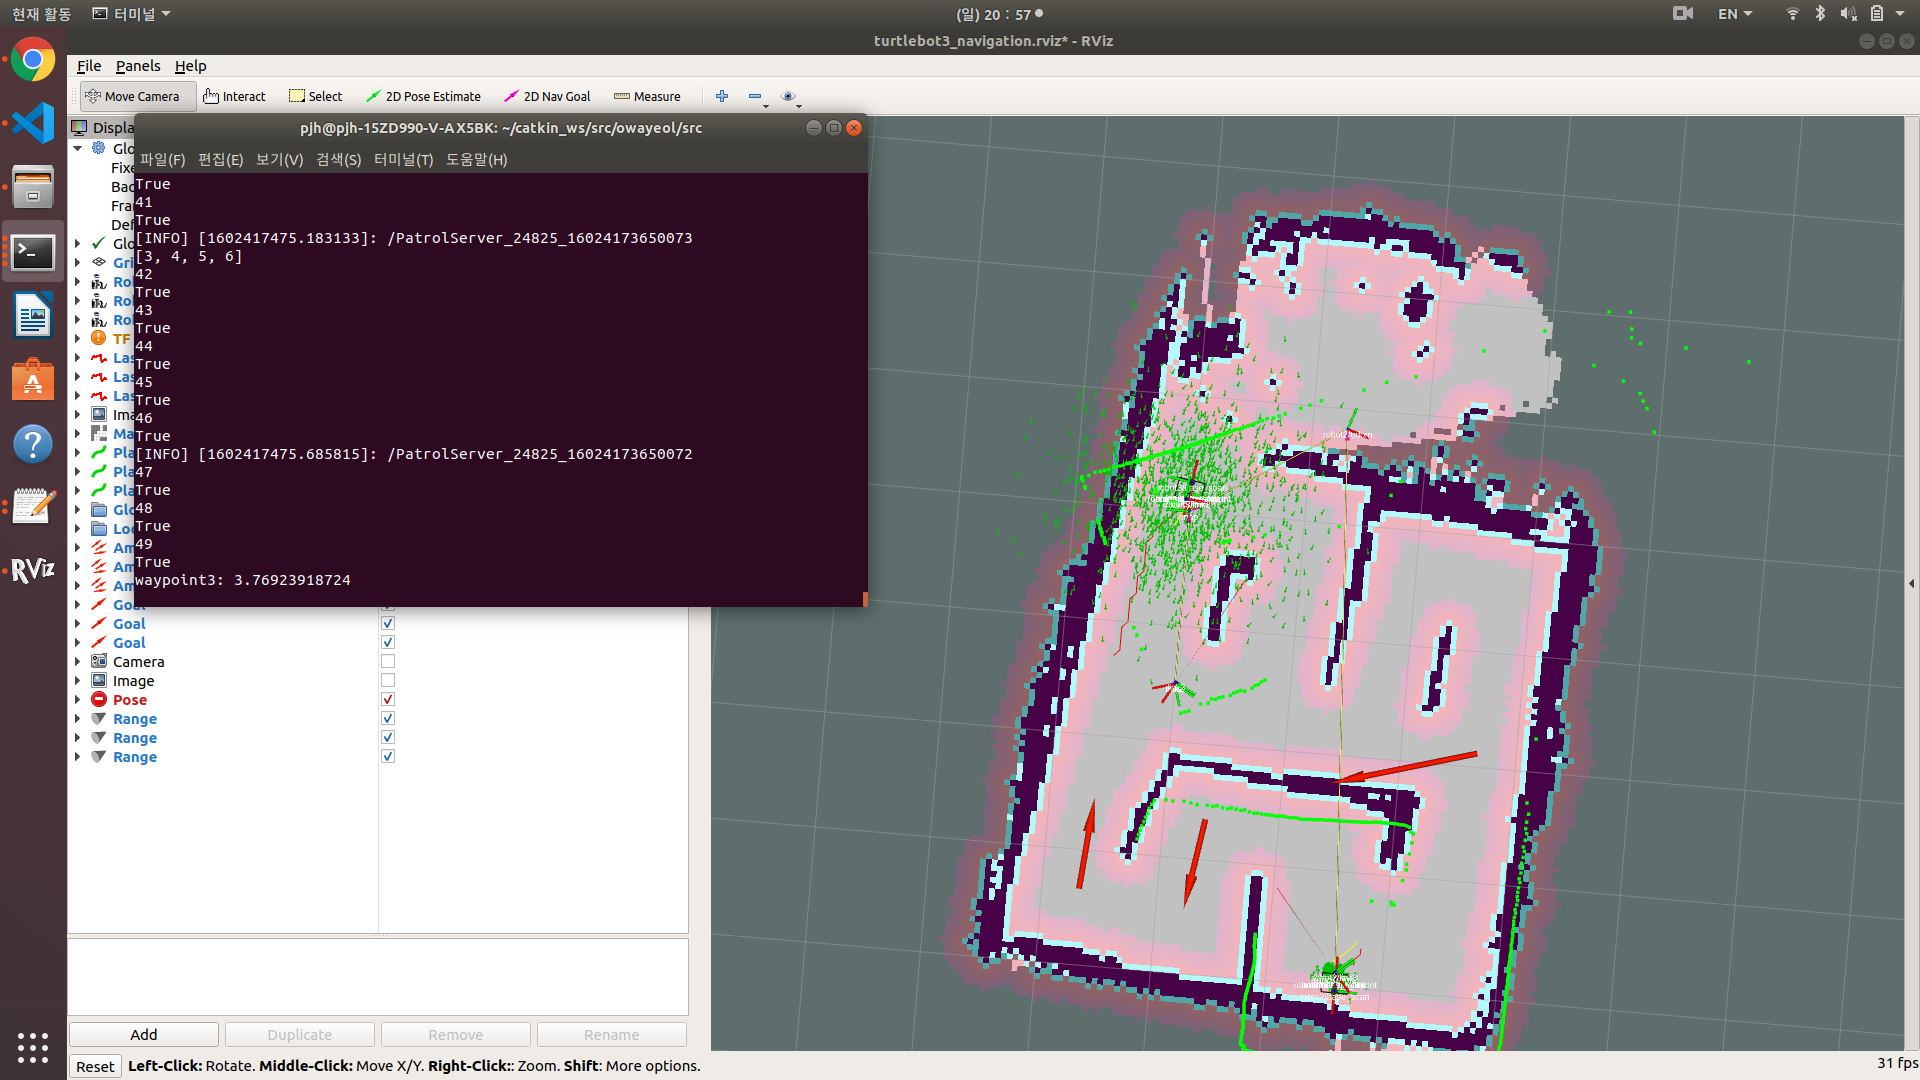 현재 활동
터미널
(일) 20 : 57
EN
turtlebot3_navigation.rviz* - RViz
File Panels Help
Move Camera
Interact
Select
2D Pose Estimate
2D Nav Goal
Measure
Displa
Glo
Fixe
Bac
Fra
Def
Glo
Gri
Ro
Ro
Ro
TF
Las
Las
Las
Ima
Ma
Pla
Pla
Pla
Glo
Loc
Am
Am
Am
Goal
Goal
Goal
Camera
Image
Pose
Range
Range
Range
pjh@pjh-15ZD990-V-AX5BK: ~/catkin_ws/src/owayeol/src
파일(F) 편집(E) 보기(V) 검색(S) 터미널(T) 도움말(H)
True
41
True
[INFO] [1602417475.183133]: /PatrolServer_24825_16024173650073
[3, 4, 5, 6]
42
True
43
True
44
True
45
True
46
True
[INFO] [1602417475.685815]: /PatrolServer_24825_16024173650072
47
True
48
True
49
True
waypoint3: 3.76923918724
RViz
Add
Duplicate
Remove
Rename
Reset
Left-Click: Rotate. Middle-Click: Move X/Y. Right-Click:: Zoom. Shift: More options.
31 fps